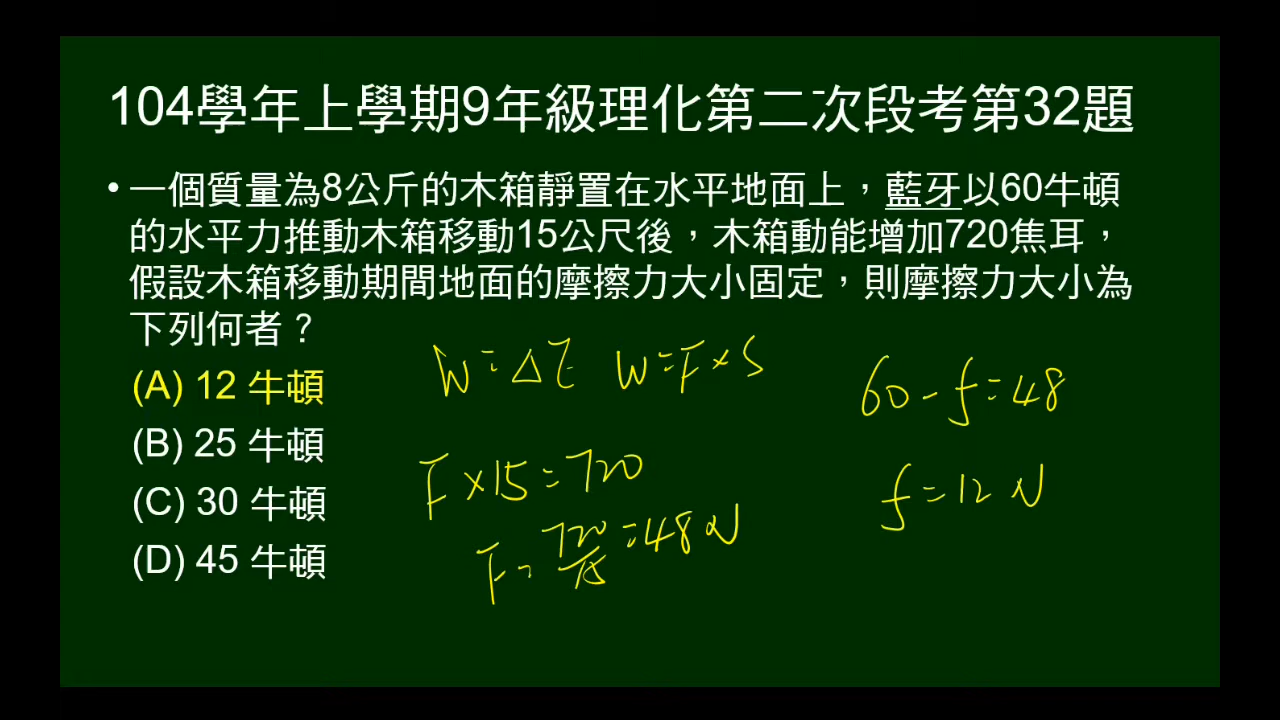 104學年上學期9年級理化第二次段考第32題
• 一個質量為8公斤的木箱靜置在水平地面上，藍牙以60牛頓
的水平力推動木箱移動15公尺後，木箱動能增加720焦耳，
假設木箱移動期間地面的摩擦力大小固定，則摩擦力大小為
下列何者？
(A) 12 牛頓
(B) 25 牛頓
(C) 30 牛頓
(D) 45 牛頓
W=ΔE W=F×S
F×15=720
F=720/15=48N
60-f=48
f=12N